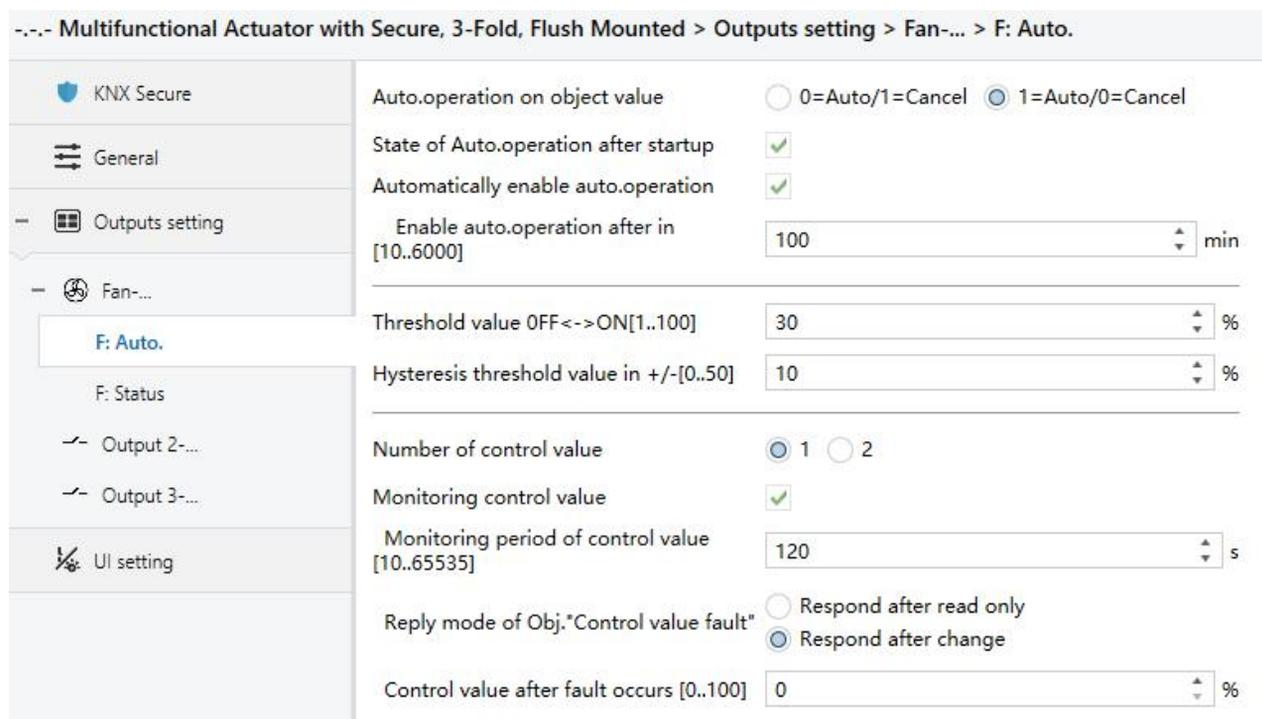 -.-.- Multifunctional Actuator with Secure, 3-Fold, Flush Mounted > Outputs setting > Fan-... > F: Auto.
KNX Secure
General
Outputs setting
Fan-...
F: Auto.
F: Status
Output 2-...
Output 3-...
UI setting
Auto.operation on object value 0=Auto/1=Cancel 1=Auto/0=Cancel
State of Auto.operation after startup
Automatically enable auto.operation
Enable auto.operation after in
[10..6000] 100 min
Threshold value 0FF<->ON[1..100] 30 %
Hysteresis threshold value in +/-[0..50] 10 %
Number of control value 1 2
Monitoring control value
Monitoring period of control value
[10..65535] 120 s
Reply mode of Obj."Control value fault" Respond after read only
Respond after change
Control value after fault occurs [0..100] 0 %